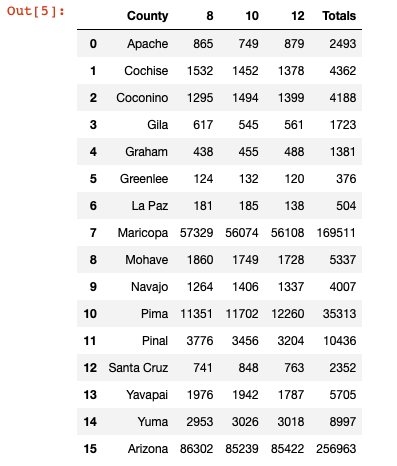 Out[5]:
County 8 10 12 Totals
0 Apache 865 749 879 2493
1 Cochise 1532 1452 1378 4362
2 Coconino 1295 1494 1399 4188
3 Gila 617 545 561 1723
4 Graham 438 455 488 1381
5 Greenlee 124 132 120 376
6 La Paz 181 185 138 504
7 Maricopa 57329 56074 56108 169511
8 Mohave 1860 1749 1728 5337
9 Navajo 1264 1406 1337 4007
10 Pima 11351 11702 12260 35313
11 Pinal 3776 3456 3204 10436
12 Santa Cruz 741 848 763 2352
13 Yavapai 1976 1942 1787 5705
14 Yuma 2953 3026 3018 8997
15 Arizona 86302 85239 85422 256963